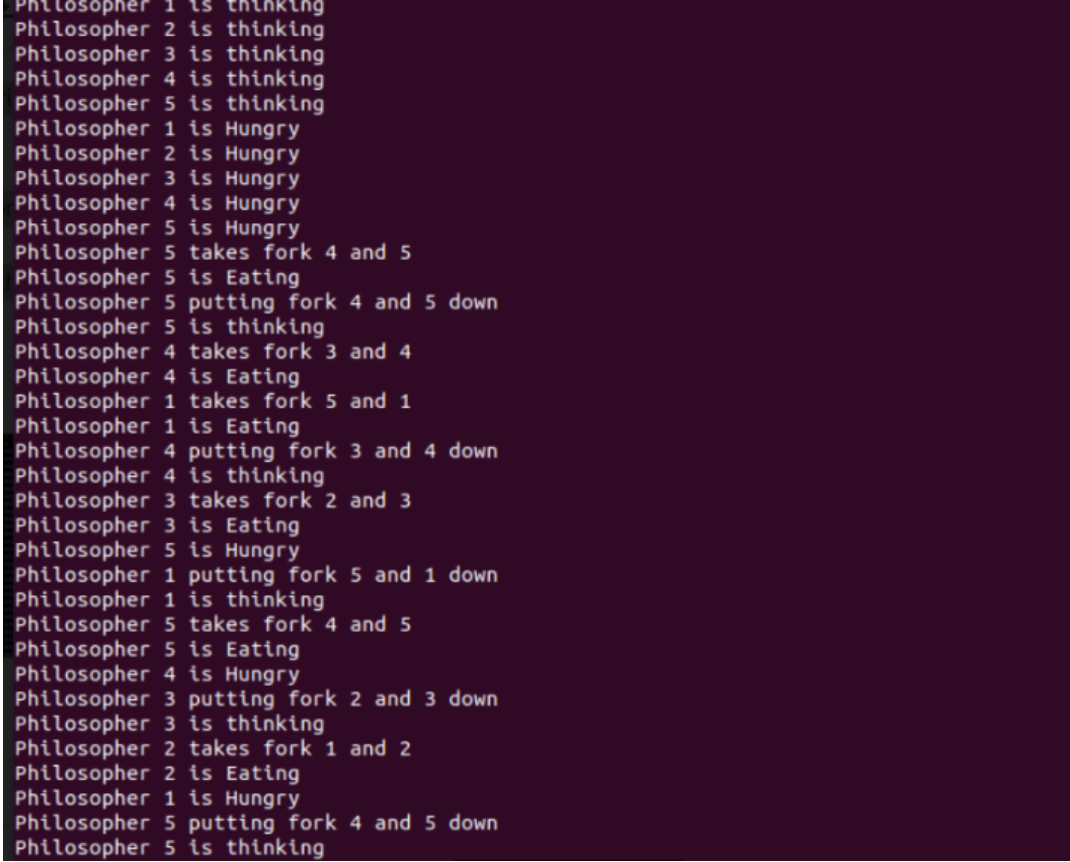 Philosopher 1 is thinking
Philosopher 2 is thinking
Philosopher 3 is thinking
Philosopher 4 is thinking
Philosopher 5 is thinking
Philosopher 1 is Hungry
Philosopher 2 is Hungry
Philosopher 3 is Hungry
Philosopher 4 is Hungry
Philosopher 5 is Hungry
Philosopher 5 takes fork 4 and 5
Philosopher 5 is Eating
Philosopher 5 putting fork 4 and 5 down
Philosopher 5 is thinking
Philosopher 4 takes fork 3 and 4
Philosopher 4 is Eating
Philosopher 1 takes fork 5 and 1
Philosopher 1 is Eating
Philosopher 4 putting fork 3 and 4 down
Philosopher 4 is thinking
Philosopher 3 takes fork 2 and 3
Philosopher 3 is Eating
Philosopher 5 is Hungry
Philosopher 1 putting fork 5 and 1 down
Philosopher 1 is thinking
Philosopher 5 takes fork 4 and 5
Philosopher 5 is Eating
Philosopher 4 is Hungry
Philosopher 3 putting fork 2 and 3 down
Philosopher 3 is thinking
Philosopher 2 takes fork 1 and 2
Philosopher 2 is Eating
Philosopher 1 is Hungry
Philosopher 5 putting fork 4 and 5 down
Philosopher 5 is thinking